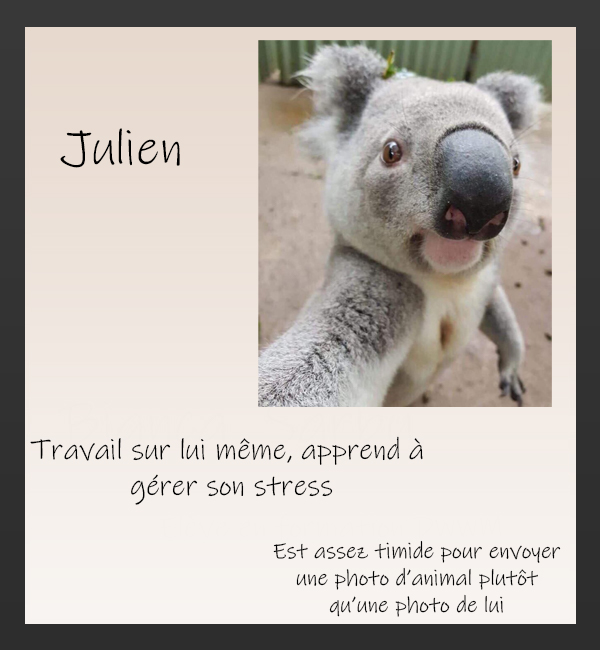 Julien
Travail sur lui même, apprend à
gérer son stress
Est assez timide pour envoyer
une photo d'animal plutôt
qu'une photo de lui